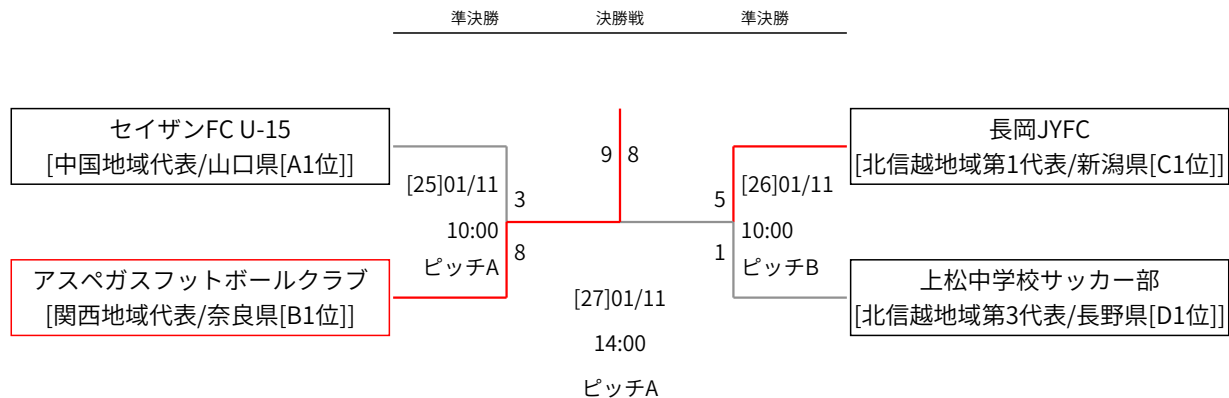 準決勝 決勝戦 準決勝
セイザンFC U-15
[中国地域代表/山口県[A1位]]
長岡JYFC
[北信越地域第1代表/新潟県[C1位]]
9 8
[25]01/11
3
10:00
ピッチA
8
5
[26]01/11
10:00
1
ピッチB
アスペガスフットボールクラブ
[関西地域代表/奈良県[B1位]]
上松中学校サッカー部
[北信越地域第3代表/長野県[D1位]]
[27]01/11
14:00
ピッチA